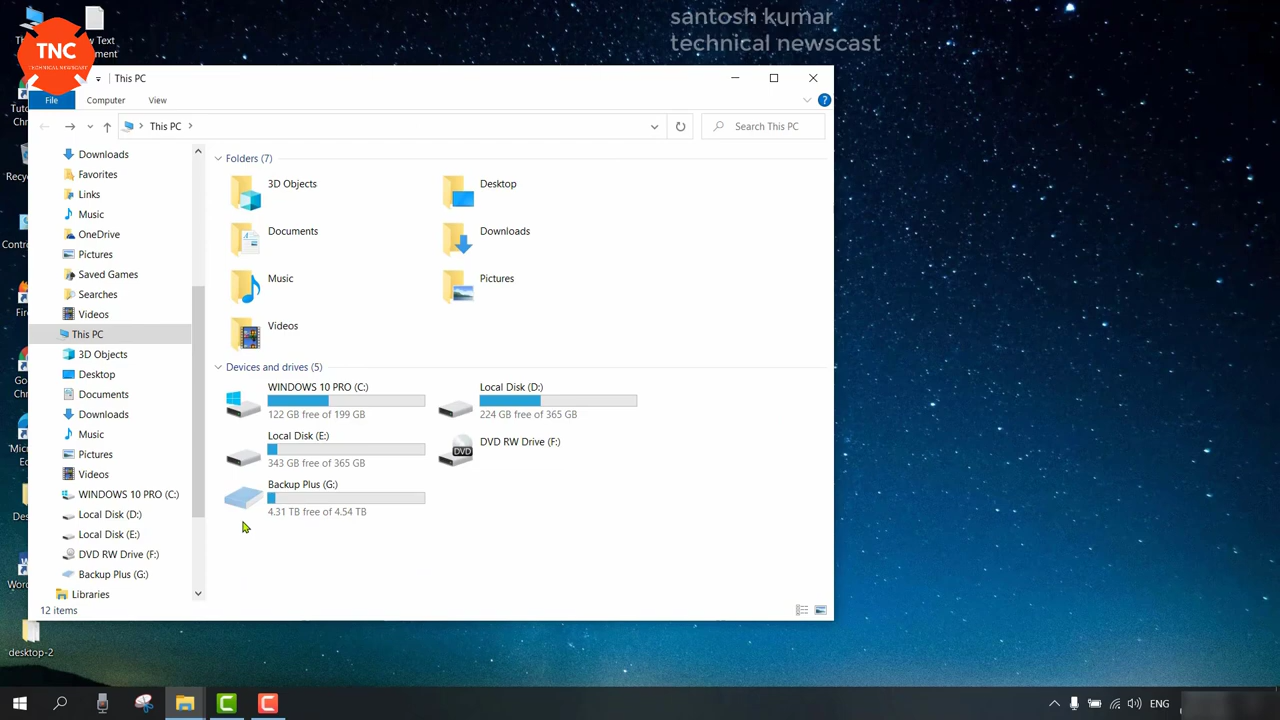 santosh kumar
technical newscast
TNC
TECHNICAL NEWSCAST
This PC
File
Computer
View
This PC
Search This PC
Downloads
Favorites
Links
Music
OneDrive
Pictures
Saved Games
Searches
Videos
This PC
3D Objects
Desktop
Documents
Downloads
Music
Pictures
Videos
WINDOWS 10 PRO (C:)
Local Disk (D:)
Local Disk (E:)
DVD RW Drive (F:)
Backup Plus (G:)
Libraries
Folders (7)
3D Objects
Desktop
Documents
Downloads
Music
Pictures
Videos
Devices and drives (5)
WINDOWS 10 PRO (C:)
122 GB free of 199 GB
Local Disk (D:)
224 GB free of 365 GB
Local Disk (E:)
343 GB free of 365 GB
DVD RW Drive (F:)
DVD
Backup Plus (G:)
4.31 TB free of 4.54 TB
12 items
desktop-2
ENG